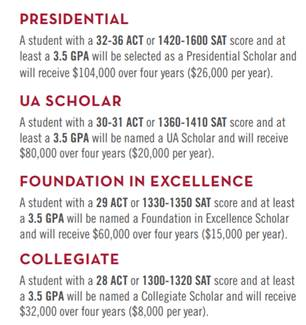 PRESIDENTIAL
A student with a 32-36 ACT or 1420-1600 SAT score and at
least a 3.5 GPA will be selected as a Presidential Scholar and
will receive $104,000 over four years ($26,000 per year).
UA SCHOLAR
A student with a 30-31 ACT or 1360-1410 SAT score and at
least a 3.5 GPA will be named a UA Scholar and will receive
$80,000 over four years ($20,000 per year).
FOUNDATION IN EXCELLENCE
A student with a 29 ACT or 1330-1350 SAT score and at least
a 3.5 GPA will be named a Foundation in Excellence Scholar
and will receive $60,000 over four years ($15,000 per year).
COLLEGIATE
A student with a 28 ACT or 1300-1320 SAT score and at least
a 3.5 GPA will be named a Collegiate Scholar and will receive
$32,000 over four years ($8,000 per year).